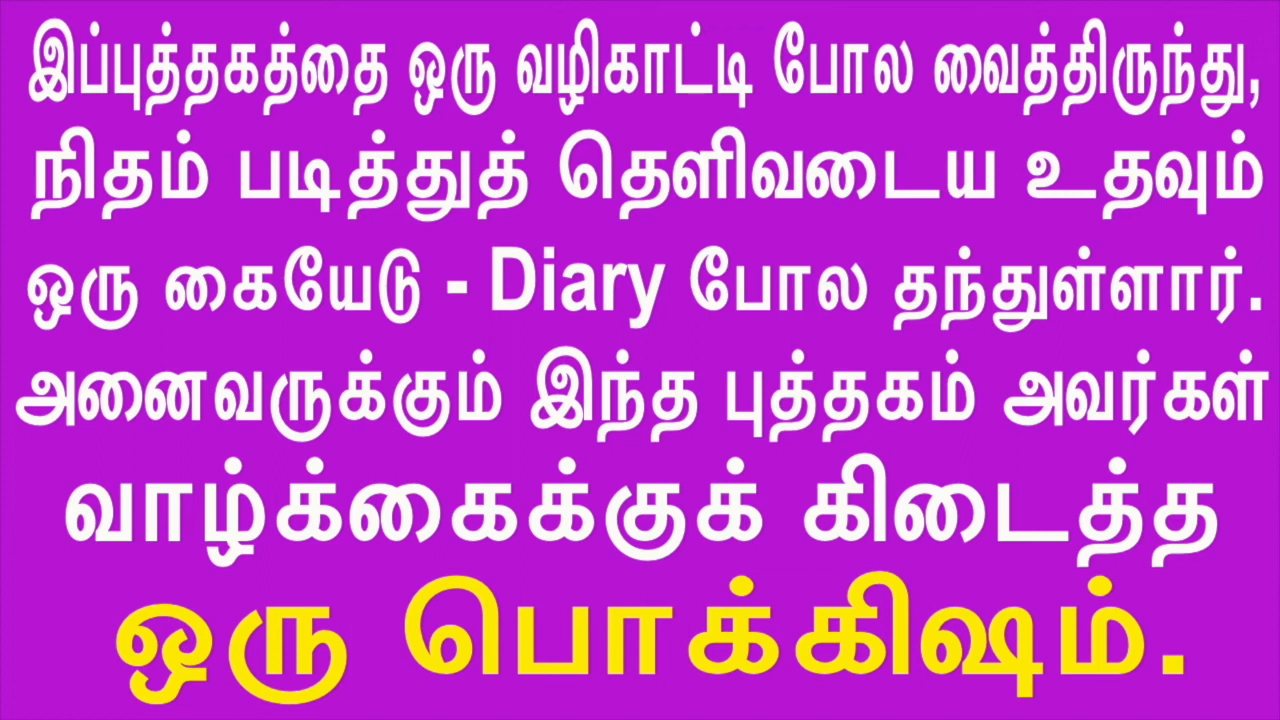 இப்புத்தகத்தை ஒரு வழிகாட்டி போல வைத்திருந்து,
நிதம் படித்துத் தெளிவடைய உதவும்
ஒரு கையேடு - Diary போல தந்துள்ளார்.
அனைவருக்கும் இந்த புத்தகம் அவர்கள்
வாழ்க்கைக்குக் கிடைத்த
ஒரு பொக்கிஷம்.